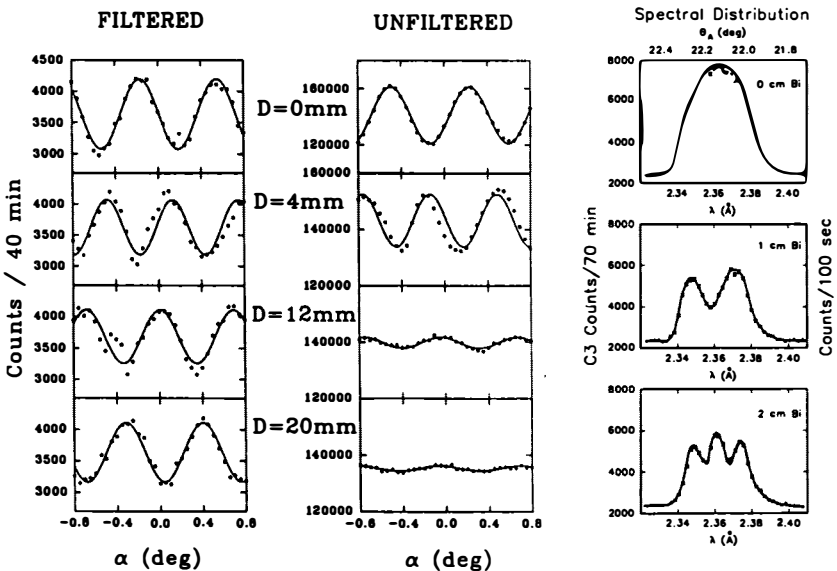 FILTERED
UNFILTERED
Spectral Distribution
θA (deg)
22.4 22.2 22.0 21.8
4500
4000
3500
3000
D=0mm
160000
120000
160000
4000
3500
3000
D=4mm
140000
120000
4000
3500
3000
D=12mm
140000
120000
4000
3500
3000
D=20mm
120000
-0.8 -0.4 0.0 0.4 0.8
-0.8 -0.4 0.0 0.4 0.8
α (deg)
α (deg)
Counts / 40 min
8000
6000
4000
2000
0 cm Bi
2.34 2.36 2.38 2.40
λ (Å)
8000
6000
4000
2000
1 cm Bi
2.34 2.36 2.38 2.40
λ (Å)
8000
6000
4000
2000
2 cm Bi
2.34 2.36 2.38 2.40
λ (Å)
C3 Counts/70 min
Counts/100 sec